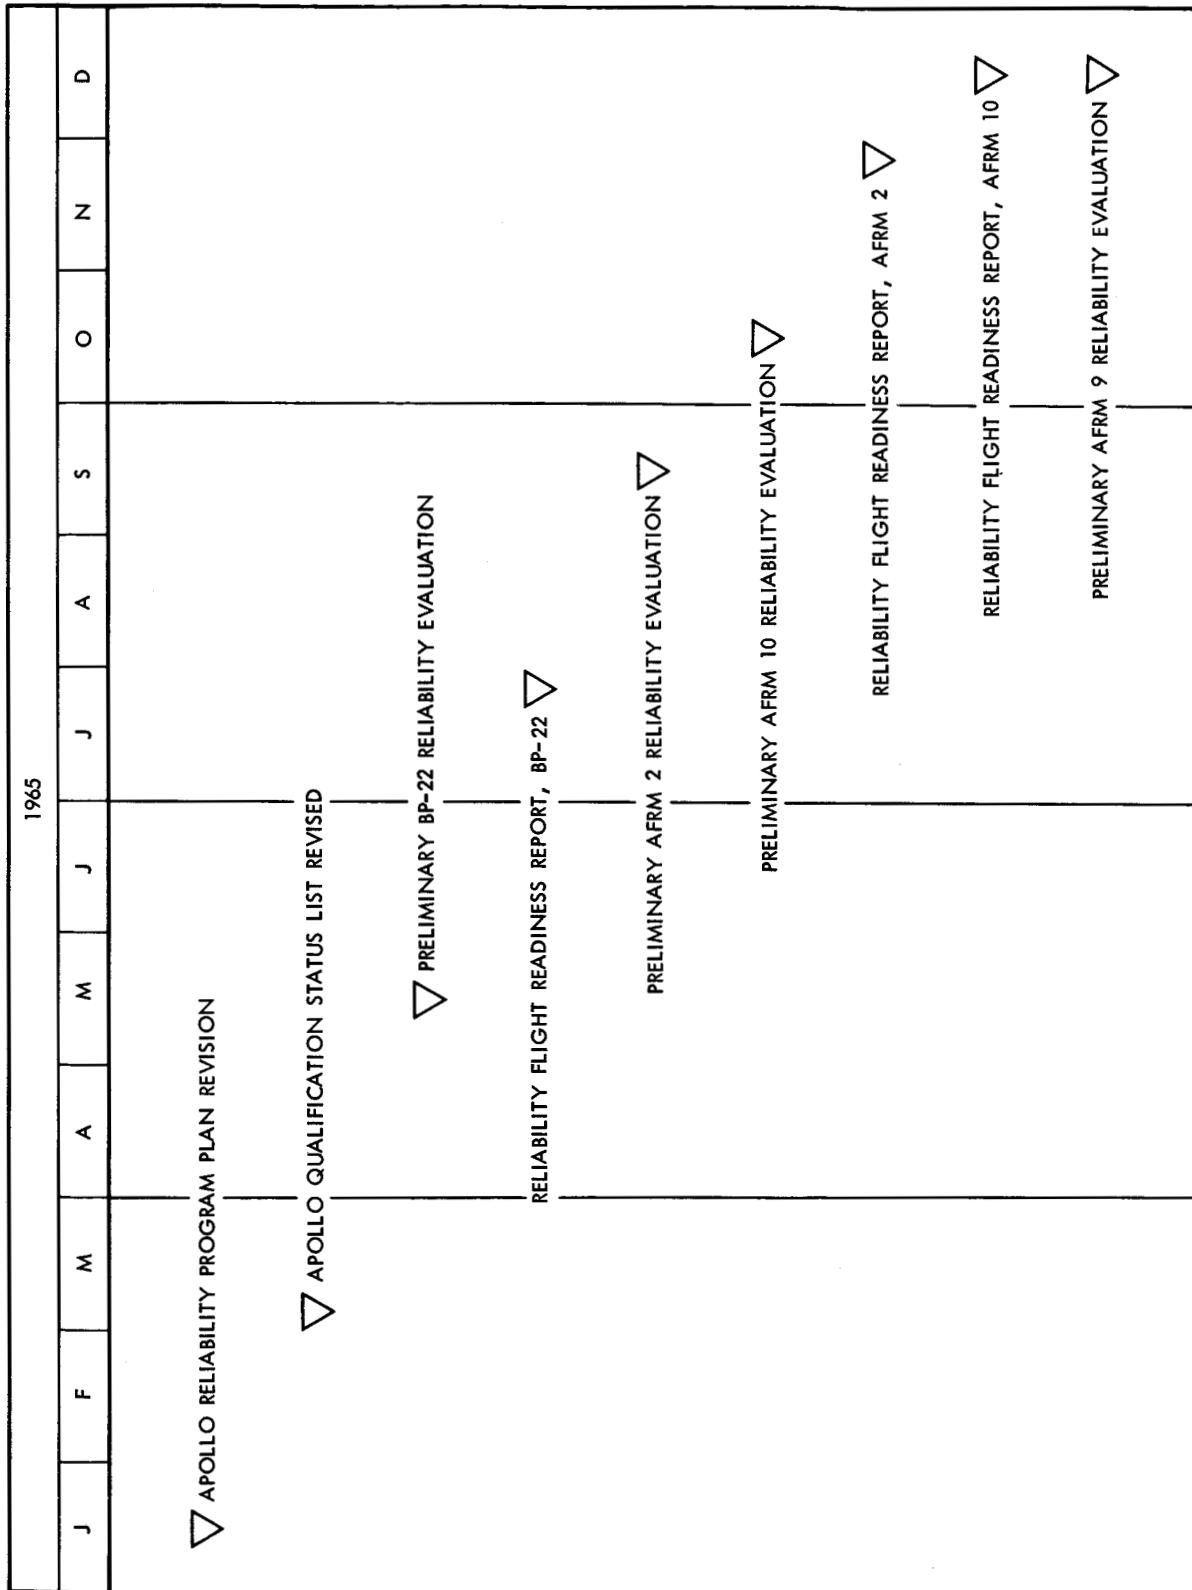 1965
J F M A M J J A S O N D
APOLLO RELIABILITY PROGRAM PLAN REVISION
APOLLO QUALIFICATION STATUS LIST REVISED
PRELIMINARY BP-22 RELIABILITY EVALUATION
RELIABILITY FLIGHT READINESS REPORT, BP-22
PRELIMINARY AFRM 2 RELIABILITY EVALUATION
PRELIMINARY AFRM 10 RELIABILITY EVALUATION
RELIABILITY FLIGHT READINESS REPORT, AFRM 2
RELIABILITY FLIGHT READINESS REPORT, AFRM 10
PRELIMINARY AFRM 9 RELIABILITY EVALUATION